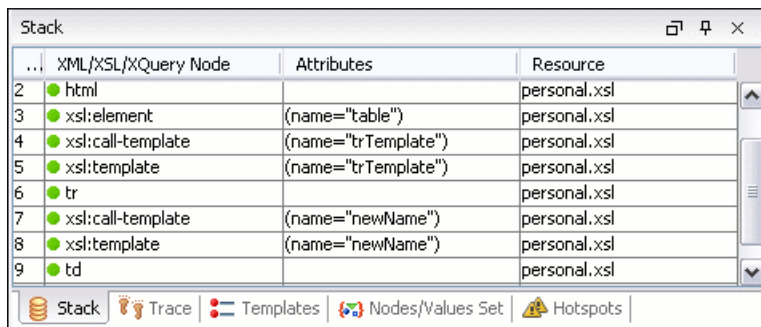 Stack
... XML/XSL/XQuery Node Attributes Resource
2 html personal.xsl
3 xsl:element (name="table") personal.xsl
4 xsl:call-template (name="trTemplate") personal.xsl
5 xsl:template (name="trTemplate") personal.xsl
6 tr personal.xsl
7 xsl:call-template (name="newName") personal.xsl
8 xsl:template (name="newName") personal.xsl
9 td personal.xsl
Stack Trace Templates Nodes/Values Set Hotspots